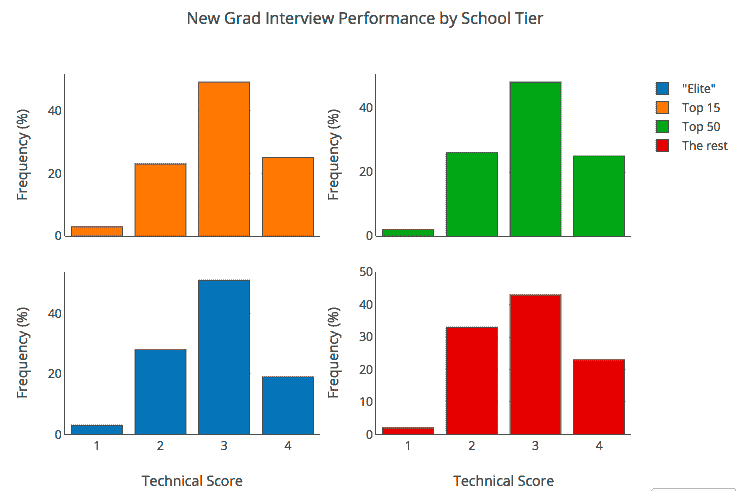 New Grad Interview Performance by School Tier
Frequency (%)
40
20
0
Frequency (%)
40
20
0
"Elite"
Top 15
Top 50
The rest
Frequency (%)
40
20
0
1 2 3 4
Technical Score
Frequency (%)
50
40
30
20
10
0
1 2 3 4
Technical Score